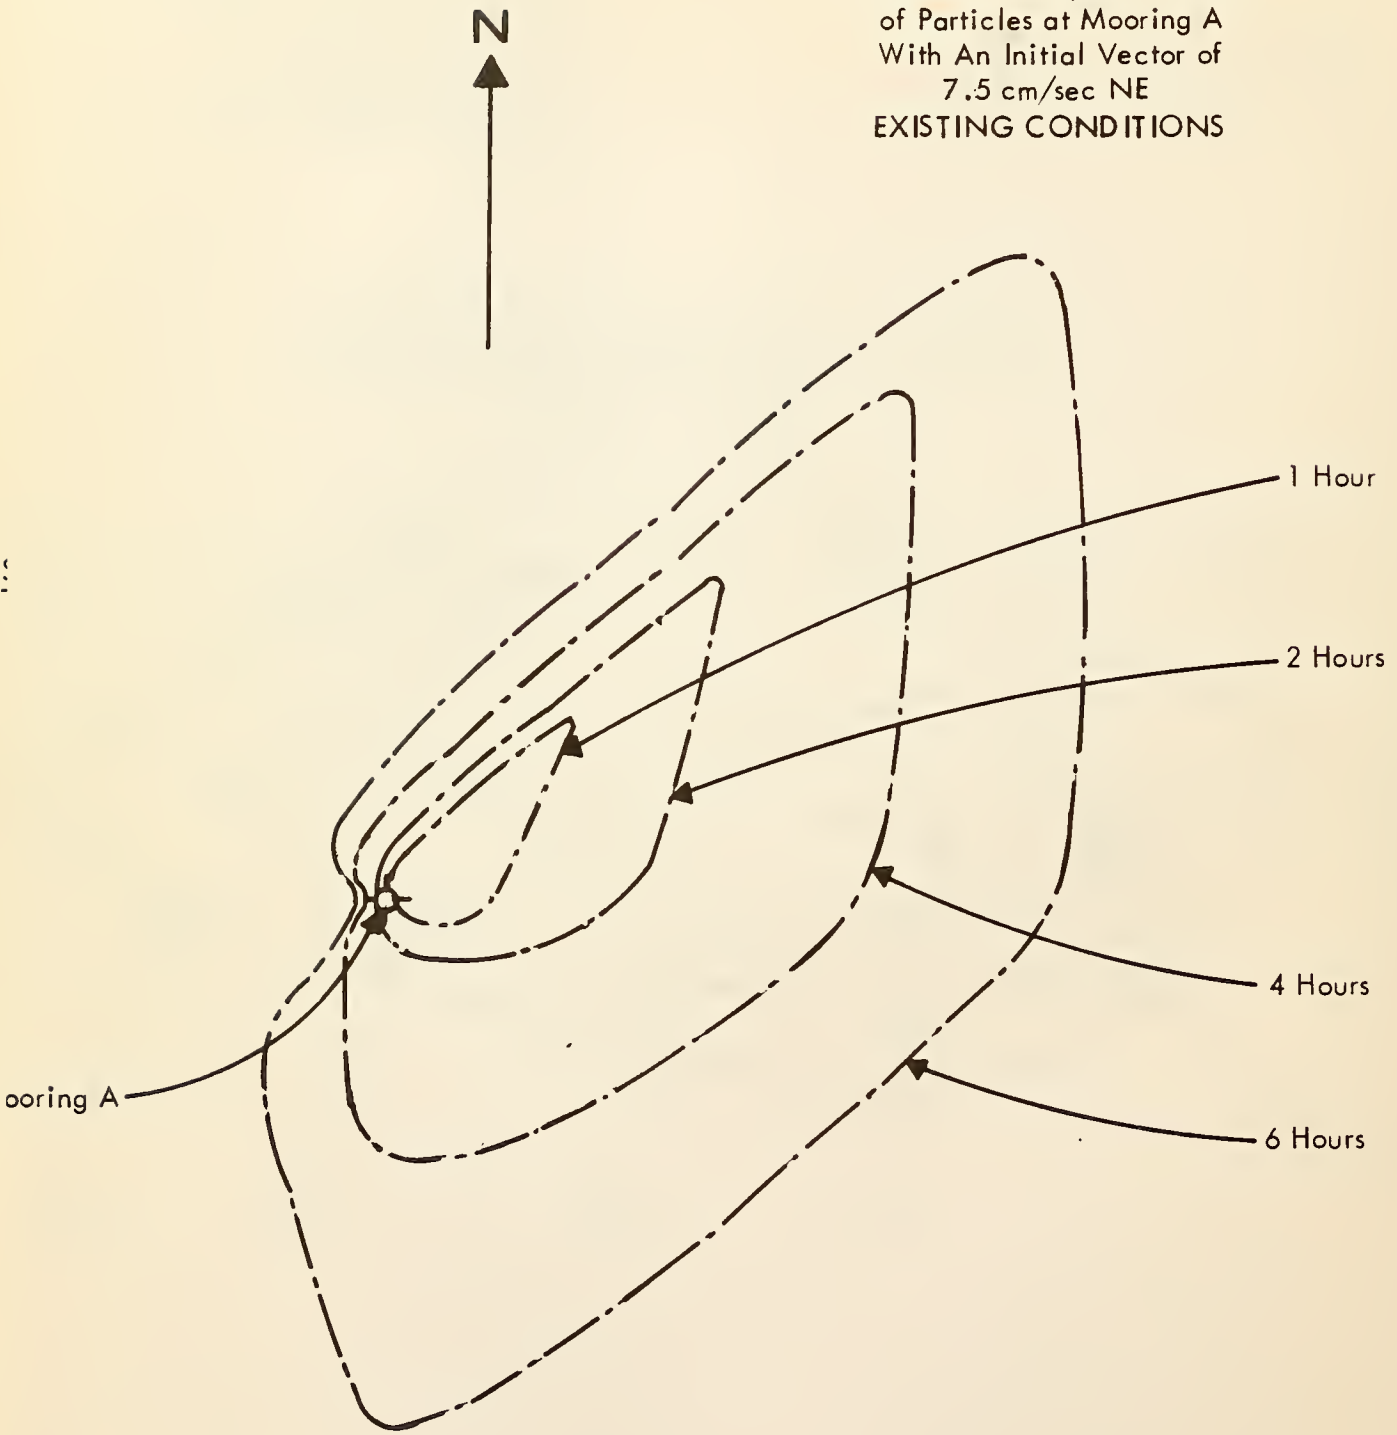 N
of Particles at Mooring A
With An Initial Vector of
7.5 cm/sec NE
EXISTING CONDITIONS
1 Hour
2 Hours
4 Hours
6 Hours
ooring A